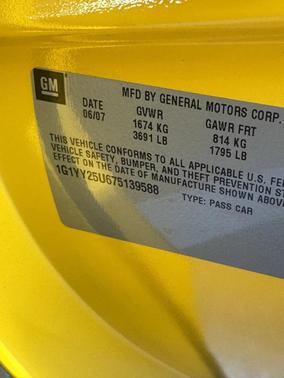 GM
MFD BY GENERAL MOTORS CORP.
DATE GVWR GAWR FRT
06/07 1674 KG 814 KG
3691 LB 1795 LB
THIS VEHICLE CONFORMS TO ALL APPLICABLE U.S. FE
VEHICLE SAFETY, BUMPER, AND THEFT PREVENTION S
EFFECT ON THE DATE OF MANUFACTURE SHOWN ABOVE
1G1YY25U675139588
TYPE: PASS CAR